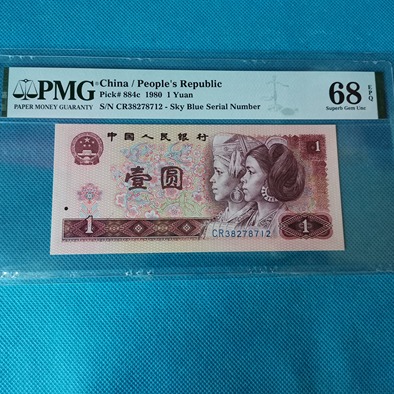 PMG
PAPER MONEY GUARANTY
China / People's Republic
Pick# 884c 1980 1 Yuan
S/N CR38278712 - Sky Blue Serial Number
68 EPQ
Superb Gem Unc
中国人民银行
1
壹圆
1
CR38278712
1